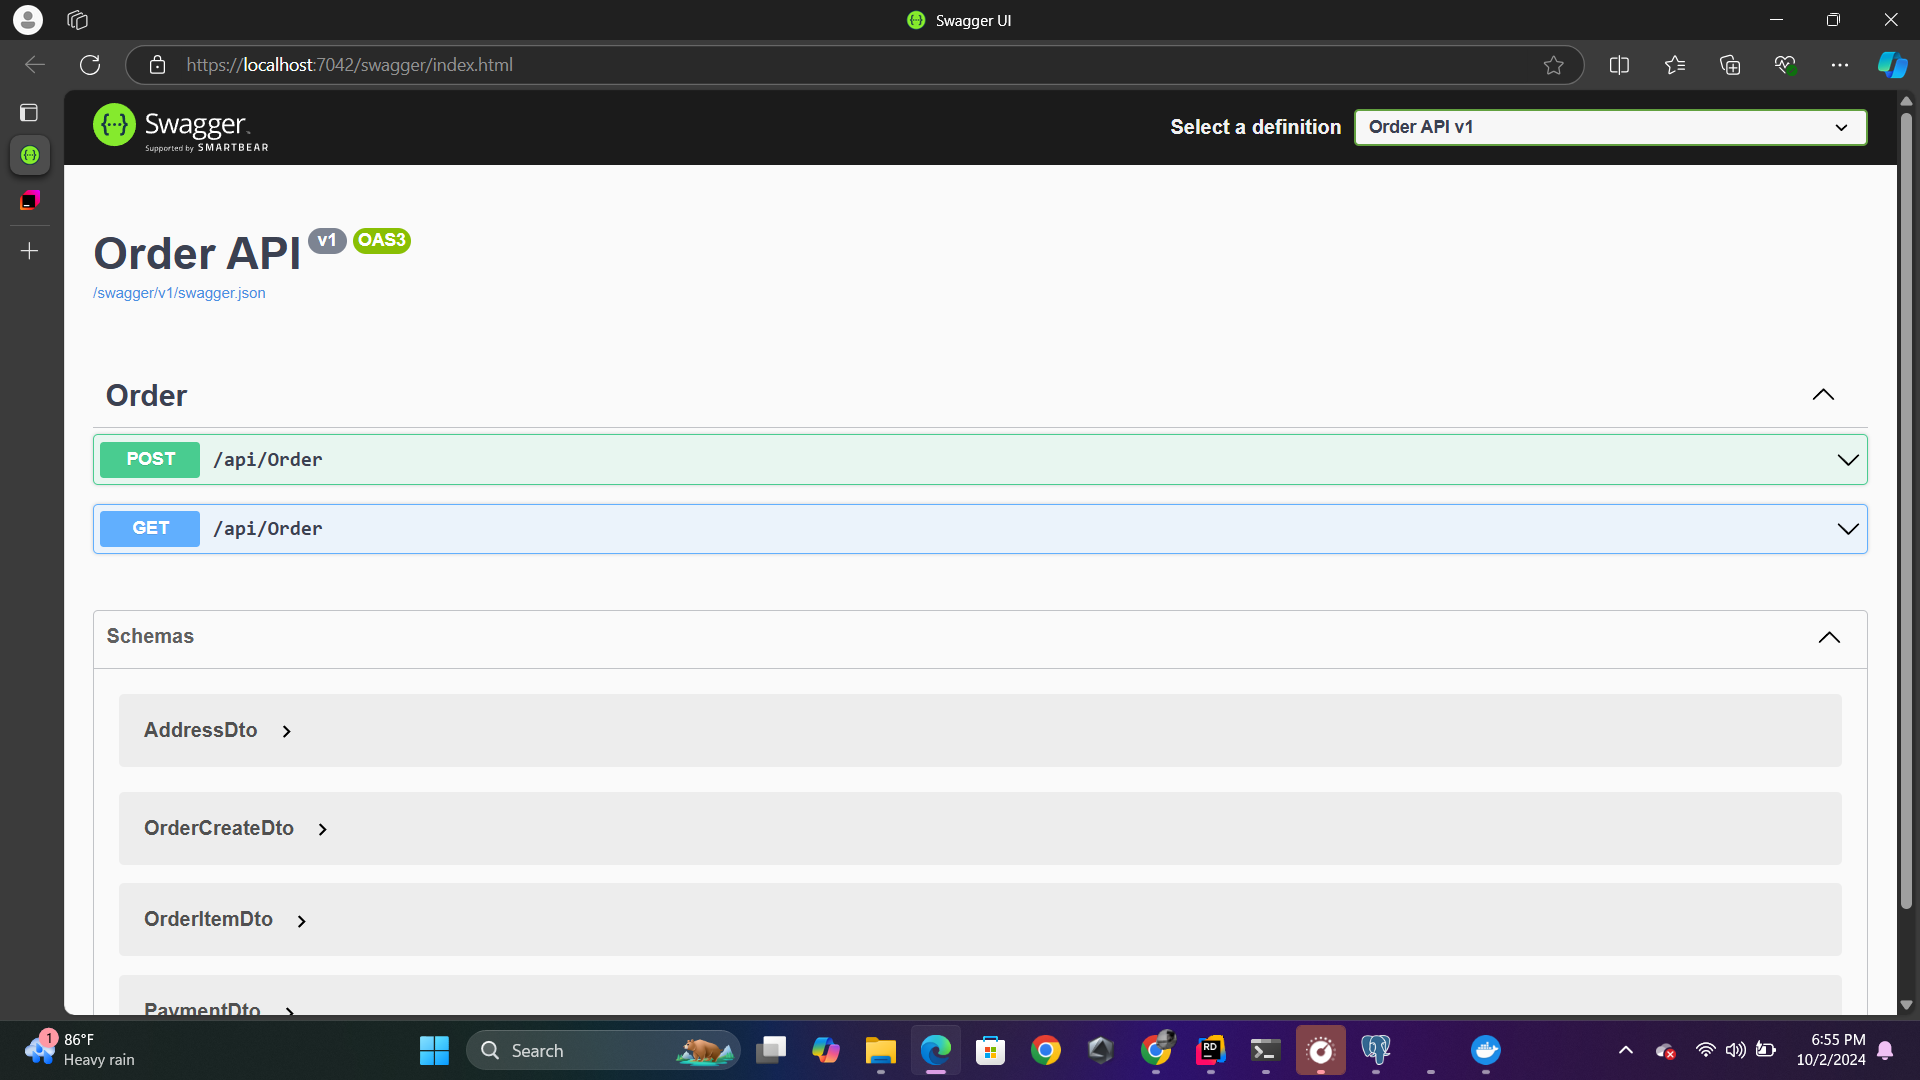 Swagger UI
https://localhost:7042/swagger/index.html
Swagger
Supported by SMARTBEAR
Select a definition
Order API v1
Order API v1 OAS3
/swagger/v1/swagger.json
Order
POST /api/Order
GET /api/Order
Schemas
AddressDto
OrderCreateDto
OrderItemDto
PaymentDto
1
86°F
Heavy rain
Search
RD
6:55 PM
10/2/2024